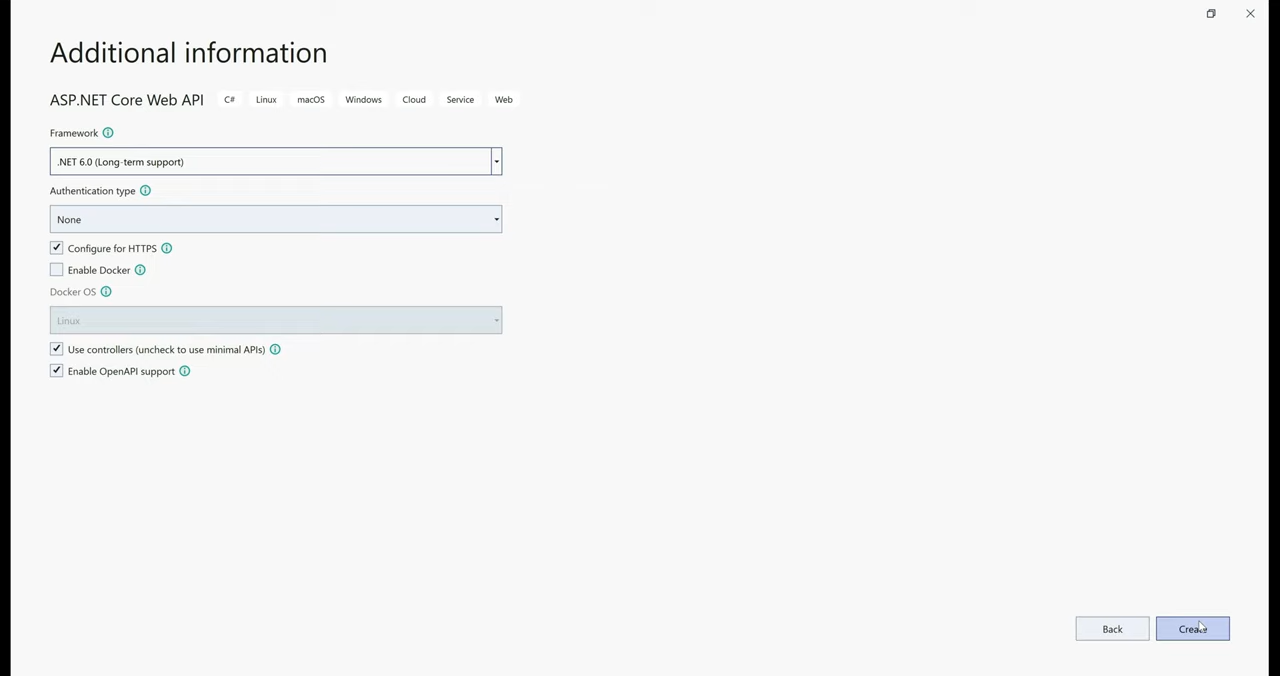 Additional information
ASP.NET Core Web API C# Linux macOS Windows Cloud Service Web
Framework
.NET 6.0 (Long-term support)
Authentication type
None
Configure for HTTPS
Enable Docker
Docker OS
Linux
Use controllers (uncheck to use minimal APIs)
Enable OpenAPI support
Back Create